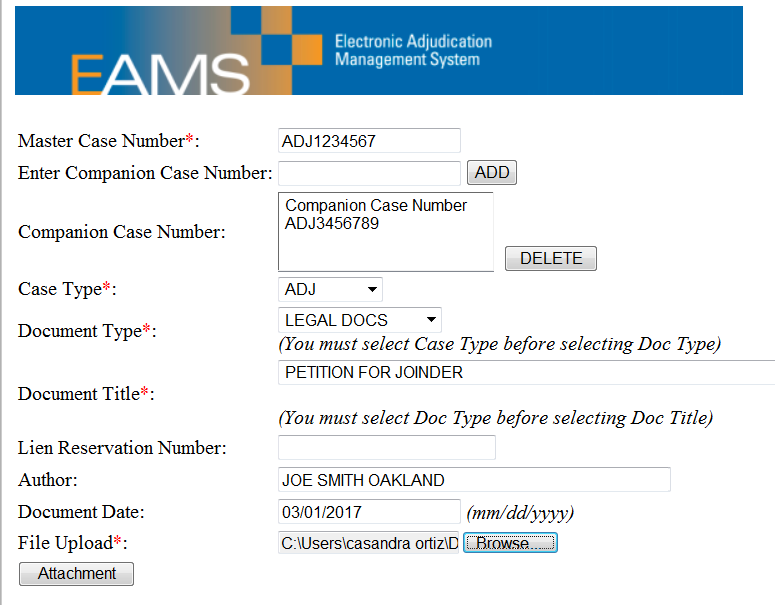 EAMS
Electronic Adjudication
Management System
Master Case Number*: ADJ1234567
Enter Companion Case Number: ADD
Companion Case Number
ADJ3456789
Companion Case Number:
DELETE
Case Type*: ADJ
LEGAL DOCS
Document Type*:
(You must select Case Type before selecting Doc Type)
PETITION FOR JOINDER
Document Title*:
(You must select Doc Type before selecting Doc Title)
Lien Reservation Number:
Author: JOE SMITH OAKLAND
Document Date: 03/01/2017 (mm/dd/yyyy)
File Upload*: C:\Users\casandra ortiz\D Browse...
Attachment